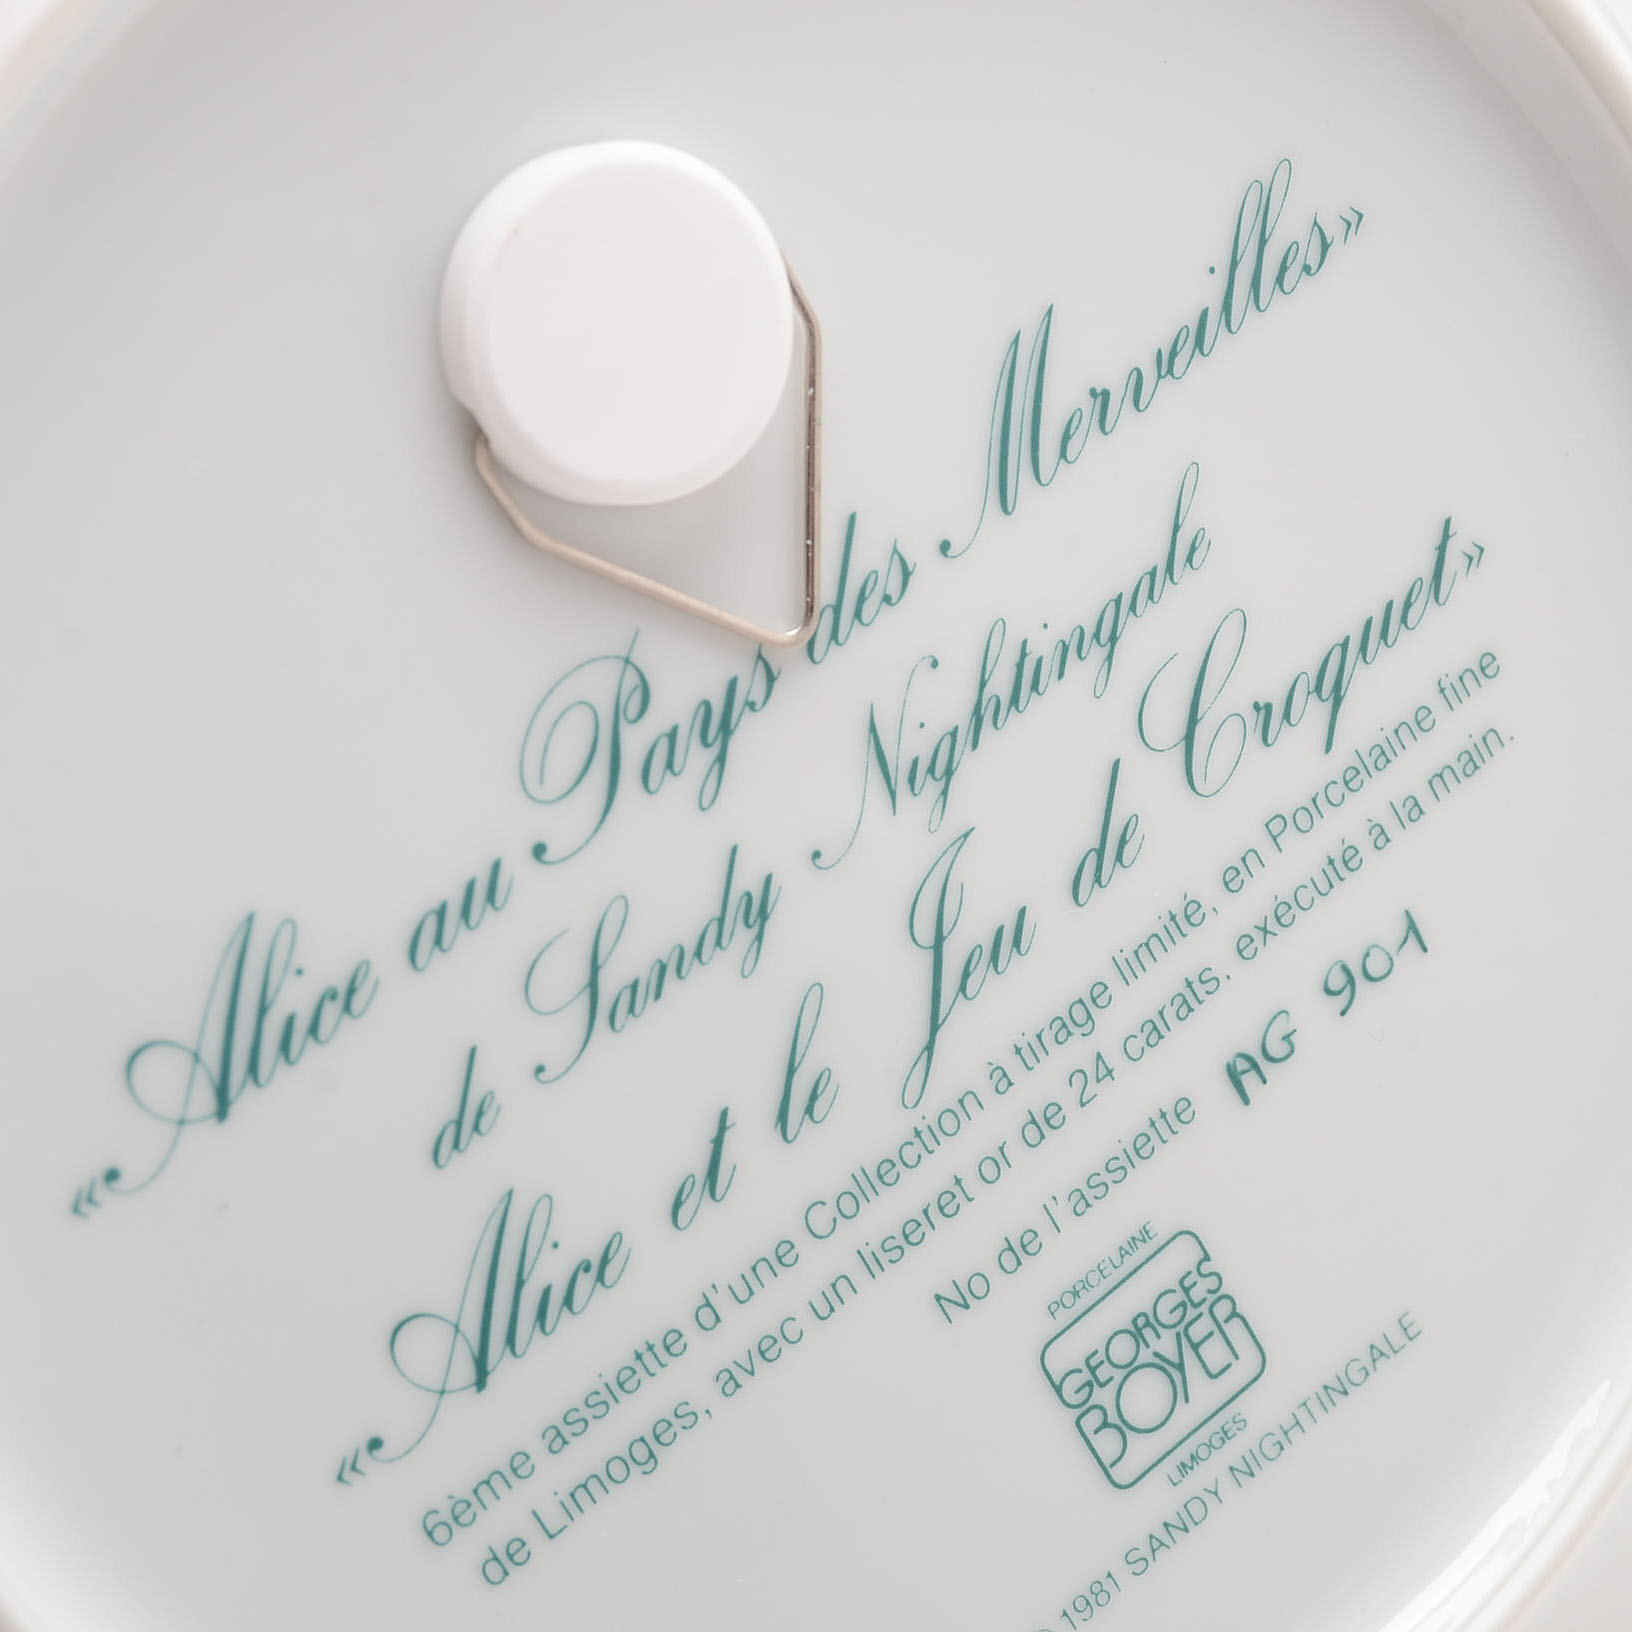 «Alice au Pays des Merveilles»
de Sandy Nightingale
«Alice et le Jeu de Croquet»
6ème assiette d'une Collection à tirage limité, en Porcelaine fine
de Limoges, avec un liseret or de 24 carats. exécuté à la main.
No de l'assiette AG 901
PORCELAINE
GEORGES
BOYER
LIMOGES
© 1981 SANDY NIGHTINGALE